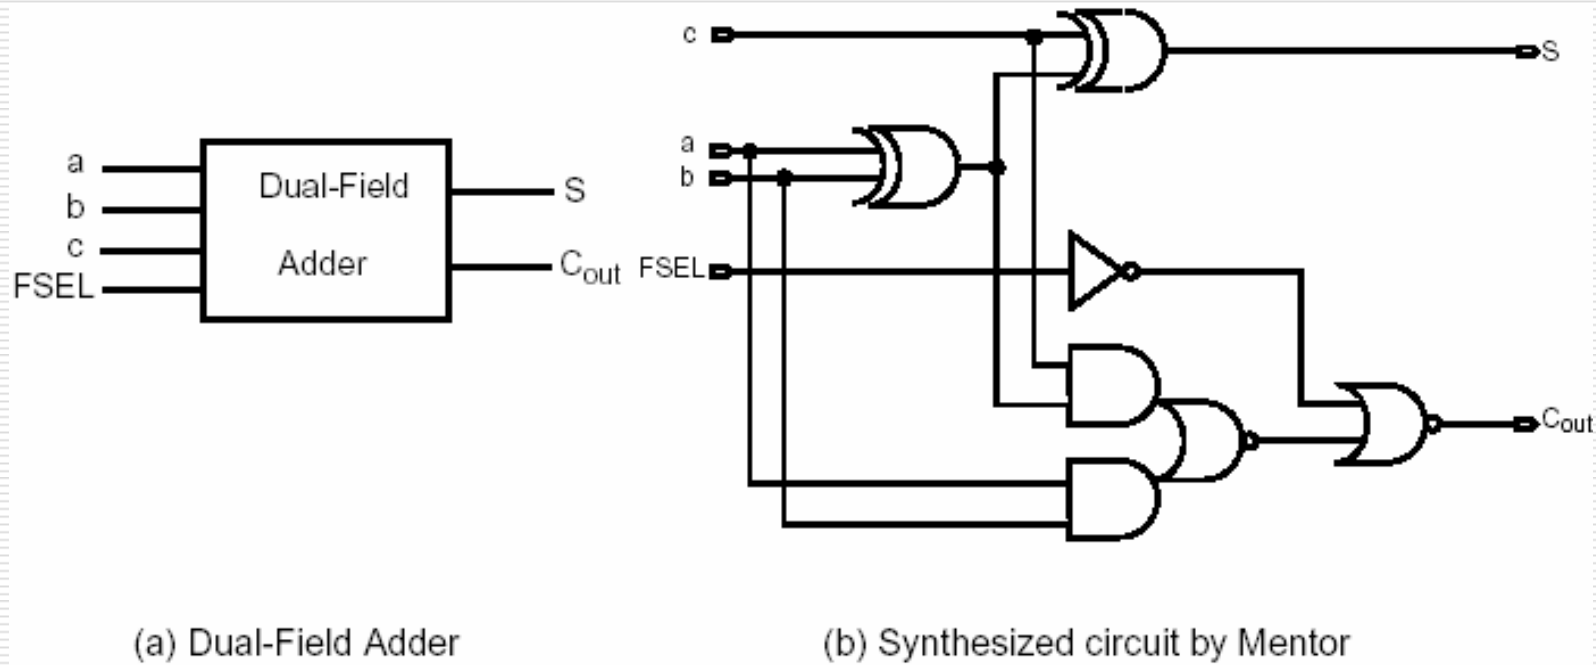 a
b
c
FSEL
Dual-Field
Adder
S
Cout
c
a
b
FSEL
S
Cout
(a) Dual-Field Adder
(b) Synthesized circuit by Mentor